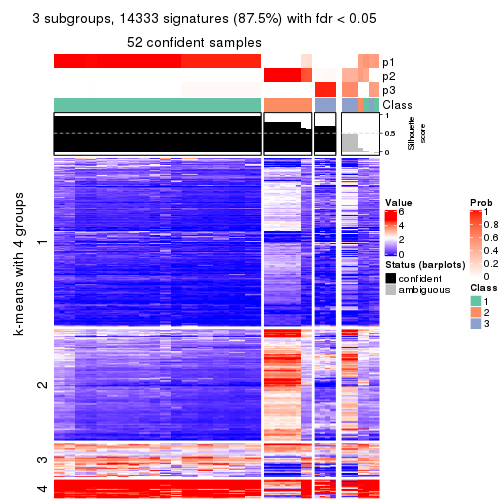 3 subgroups, 14333 signatures (87.5%) with fdr < 0.05
52 confident samples
p1
p2
p3
Class
1
0.5
0
Silhouette
score
k-means with 4 groups
1
2
3
4
Value
6
4
2
0
Status (barplots)
confident
ambiguous
Prob
1
0.8
0.6
0.4
0.2
0
Class
1
2
3